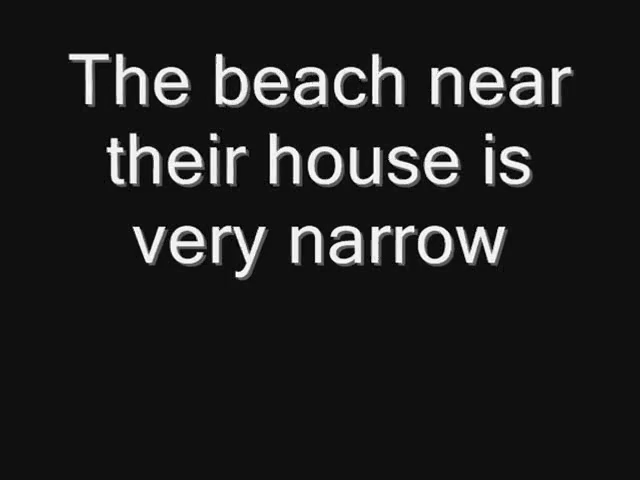 The beach near
their house is
very narrow